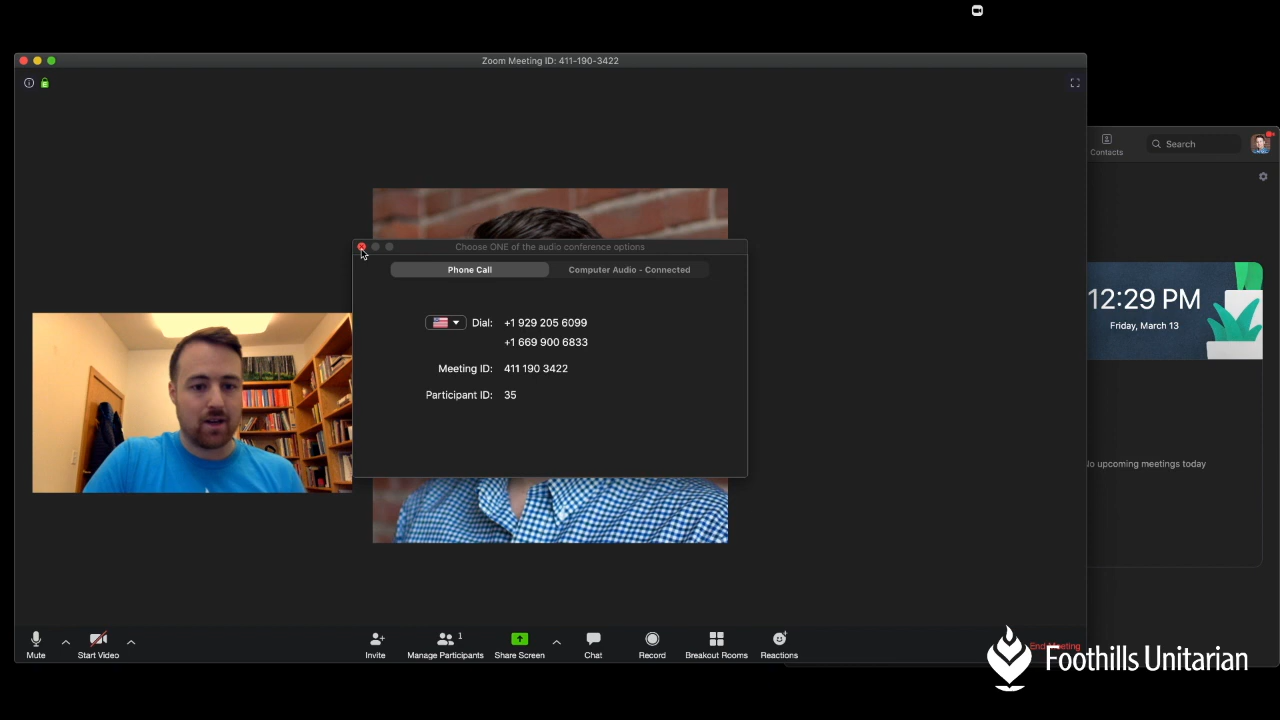 Zoom Meeting ID: 411-190-3422
Contacts
Search
Choose ONE of the audio conference options
Phone Call
Computer Audio - Connected
Dial: +1 929 205 6099
+1 669 900 6833
Meeting ID: 411 190 3422
Participant ID: 35
12:29 PM
Friday, March 13
No upcoming meetings today
Mute
Start Video
Invite
1
Manage Participants
Share Screen
Chat
Record
Breakout Rooms
Reactions
End Meeting
Foothills Unitarian